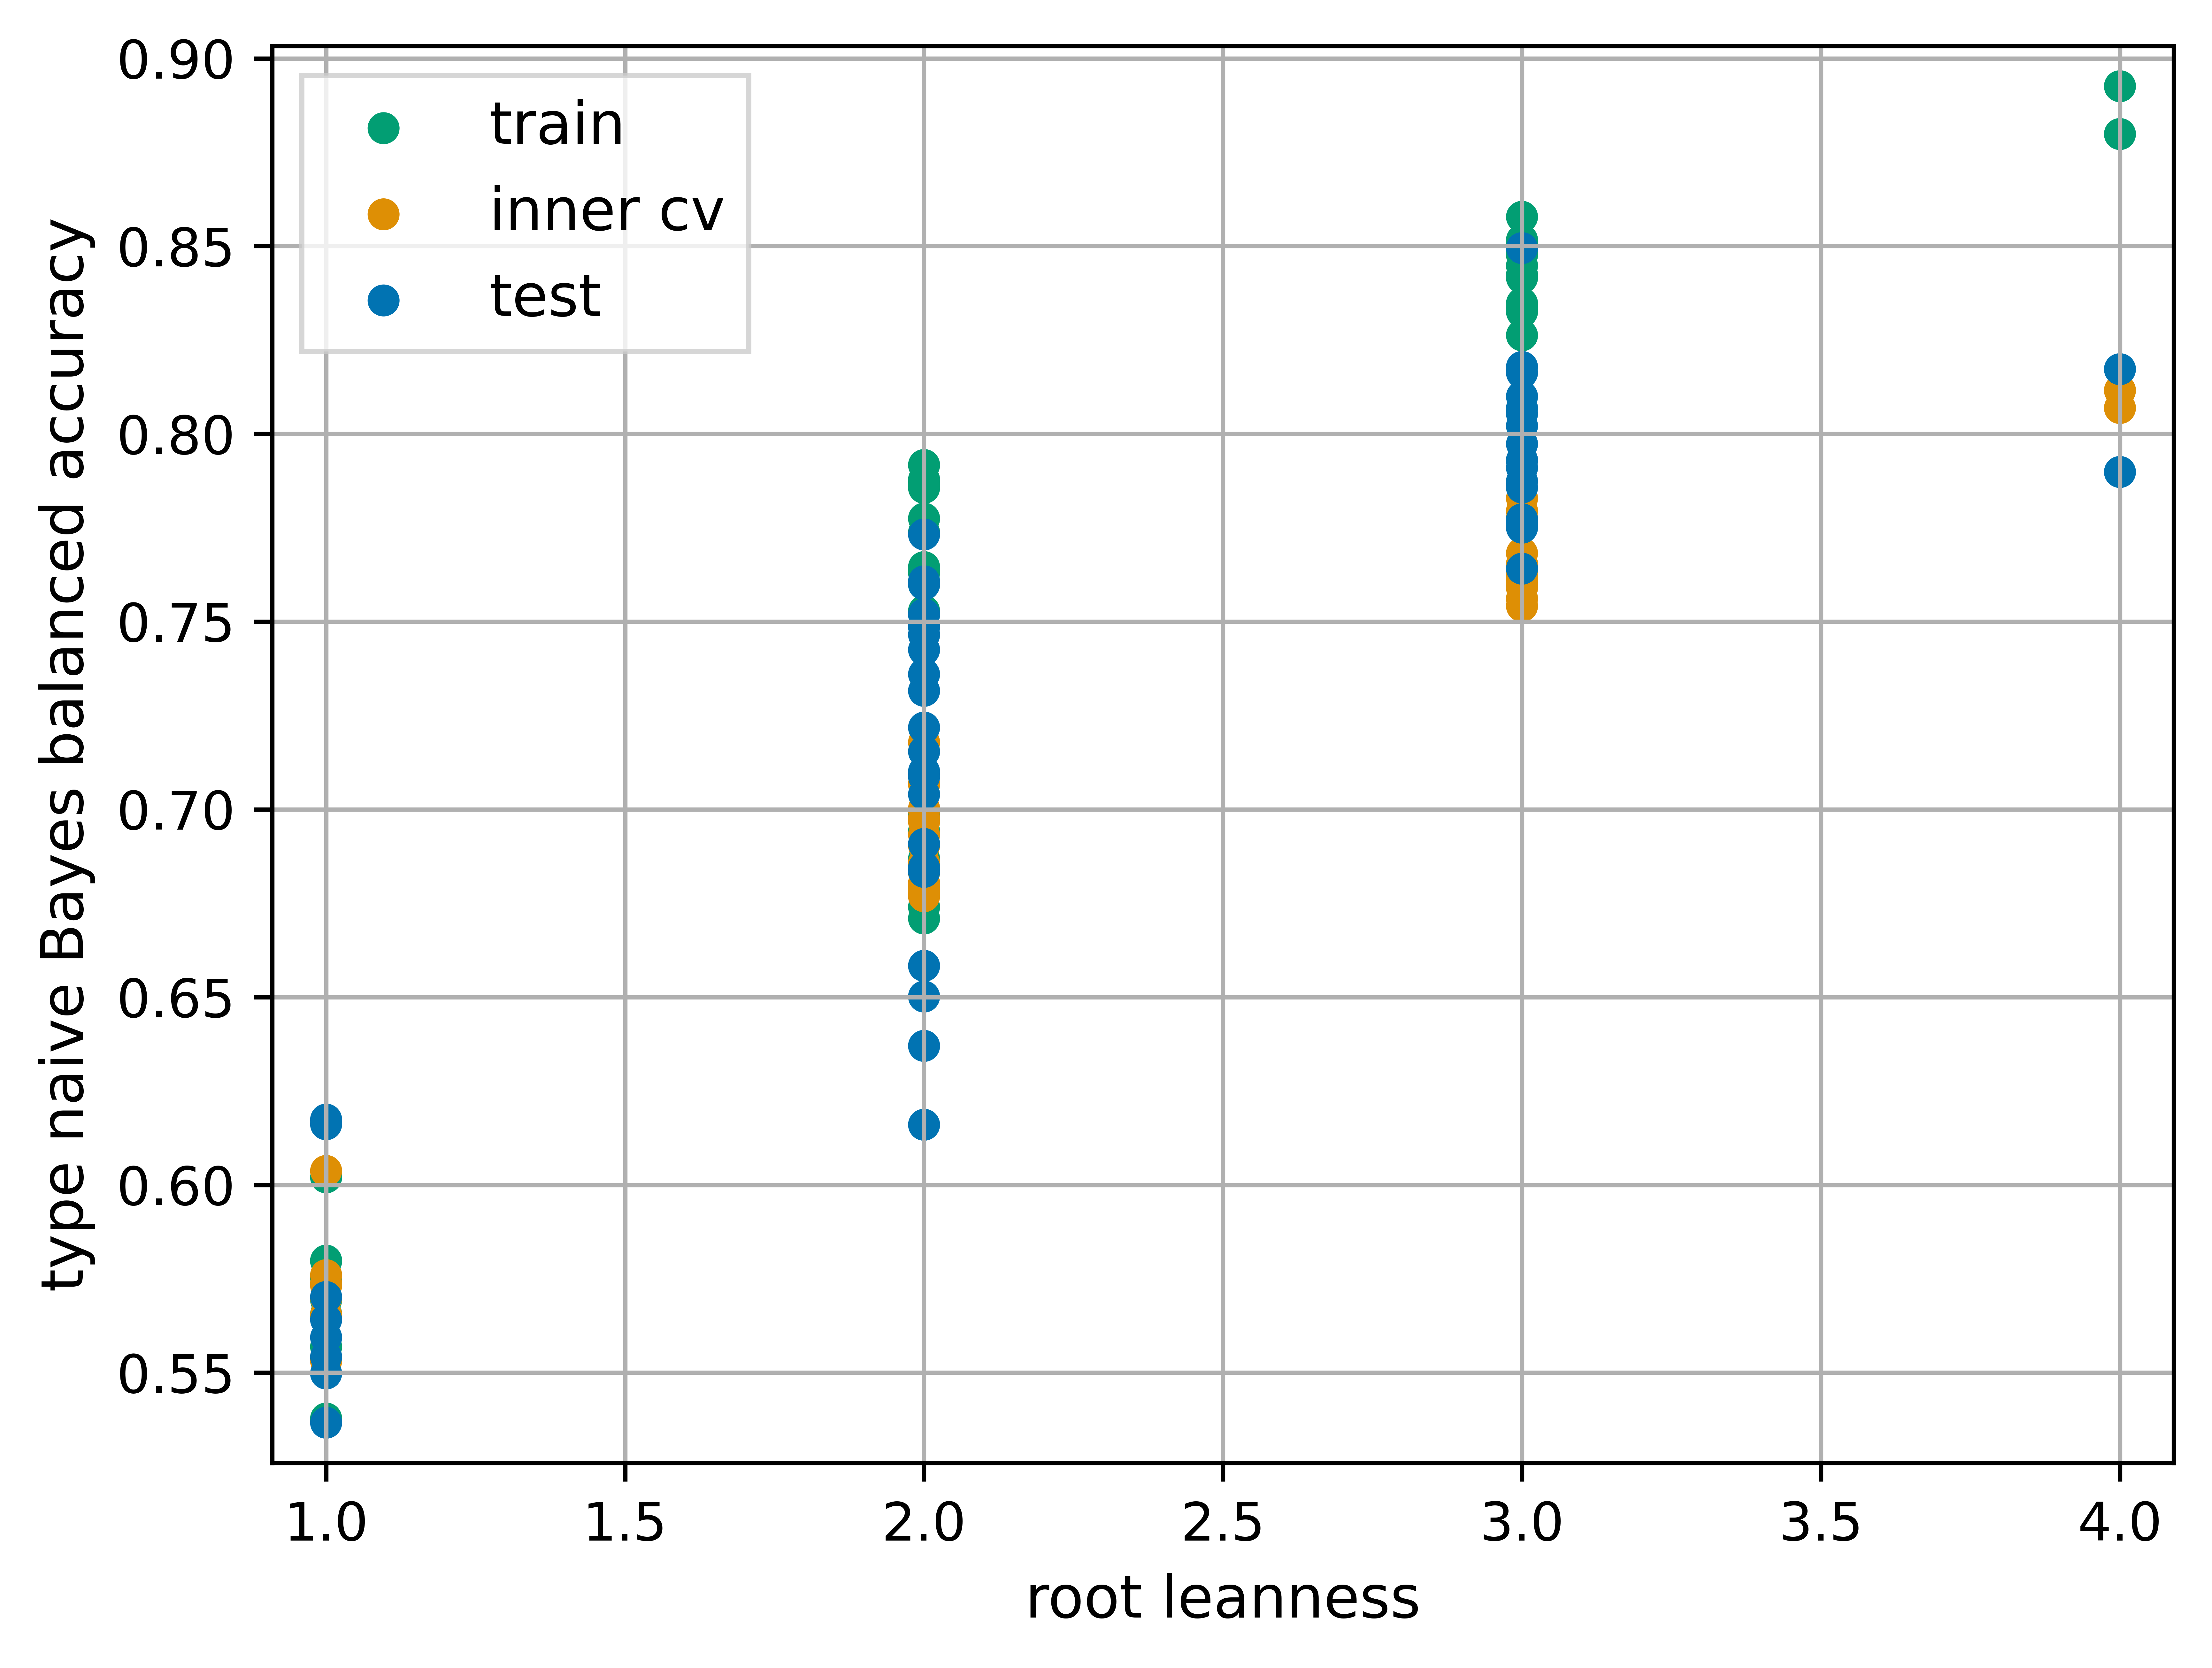 0.90
0.85
0.80
0.75
0.70
0.65
0.60
0.55
type naive Bayes balanced accuracy
train
inner cv
test
1.0 1.5 2.0 2.5 3.0 3.5 4.0
root leanness